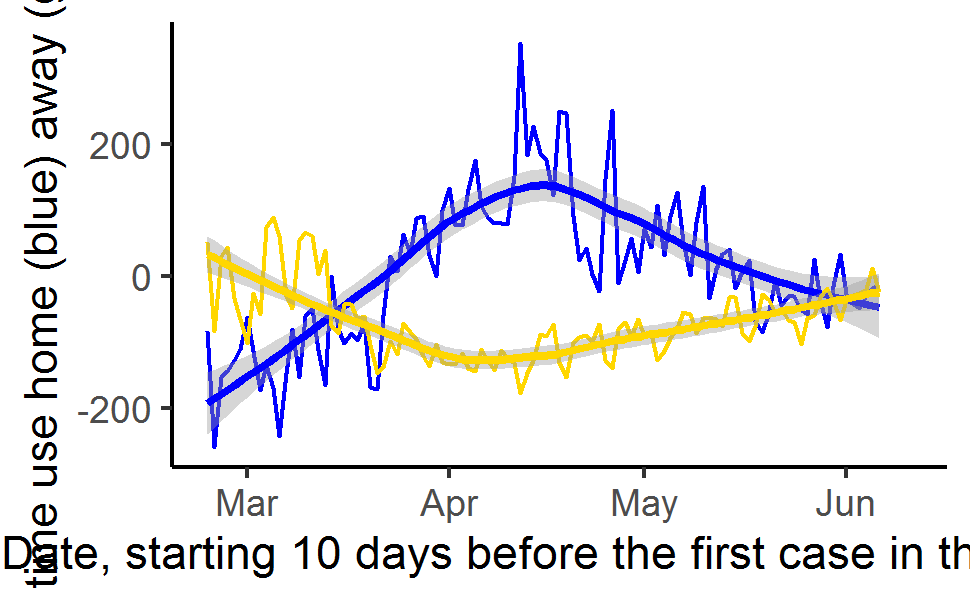 time use home (blue) away (
200
0
-200
Mar Apr May Jun
Date, starting 10 days before the first case in th